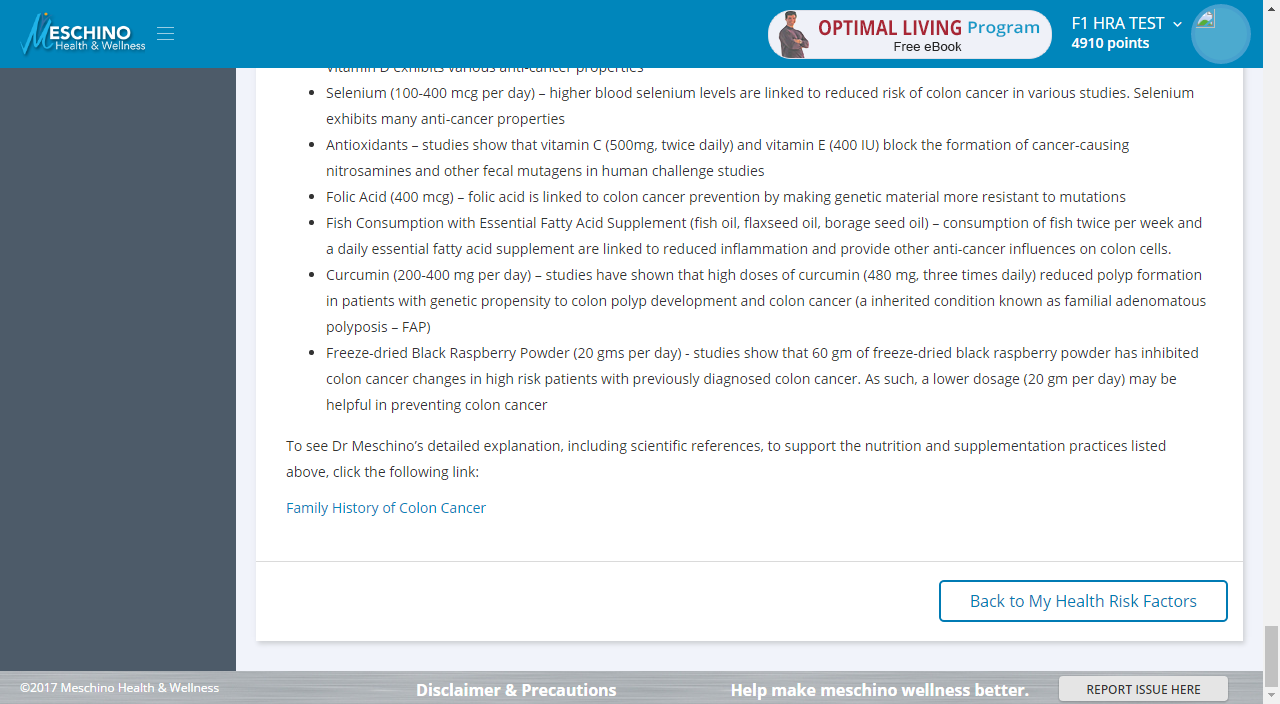 MESCHINO
Health & Wellness
OPTIMAL LIVING Program
Free eBook
F1 HRA TEST
4910 points
Vitamin D exhibits various anti-cancer properties
Selenium (100-400 mcg per day) – higher blood selenium levels are linked to reduced risk of colon cancer in various studies. Selenium
exhibits many anti-cancer properties
Antioxidants – studies show that vitamin C (500mg, twice daily) and vitamin E (400 IU) block the formation of cancer-causing
nitrosamines and other fecal mutagens in human challenge studies
Folic Acid (400 mcg) – folic acid is linked to colon cancer prevention by making genetic material more resistant to mutations
Fish Consumption with Essential Fatty Acid Supplement (fish oil, flaxseed oil, borage seed oil) – consumption of fish twice per week and
a daily essential fatty acid supplement are linked to reduced inflammation and provide other anti-cancer influences on colon cells.
Curcumin (200-400 mg per day) – studies have shown that high doses of curcumin (480 mg, three times daily) reduced polyp formation
in patients with genetic propensity to colon polyp development and colon cancer (a inherited condition known as familial adenomatous
polyposis – FAP)
Freeze-dried Black Raspberry Powder (20 gms per day) - studies show that 60 gm of freeze-dried black raspberry powder has inhibited
colon cancer changes in high risk patients with previously diagnosed colon cancer. As such, a lower dosage (20 gm per day) may be
helpful in preventing colon cancer
To see Dr Meschino’s detailed explanation, including scientific references, to support the nutrition and supplementation practices listed
above, click the following link:
Family History of Colon Cancer
Back to My Health Risk Factors
©2017 Meschino Health & Wellness
Disclaimer & Precautions
Help make meschino wellness better.
REPORT ISSUE HERE